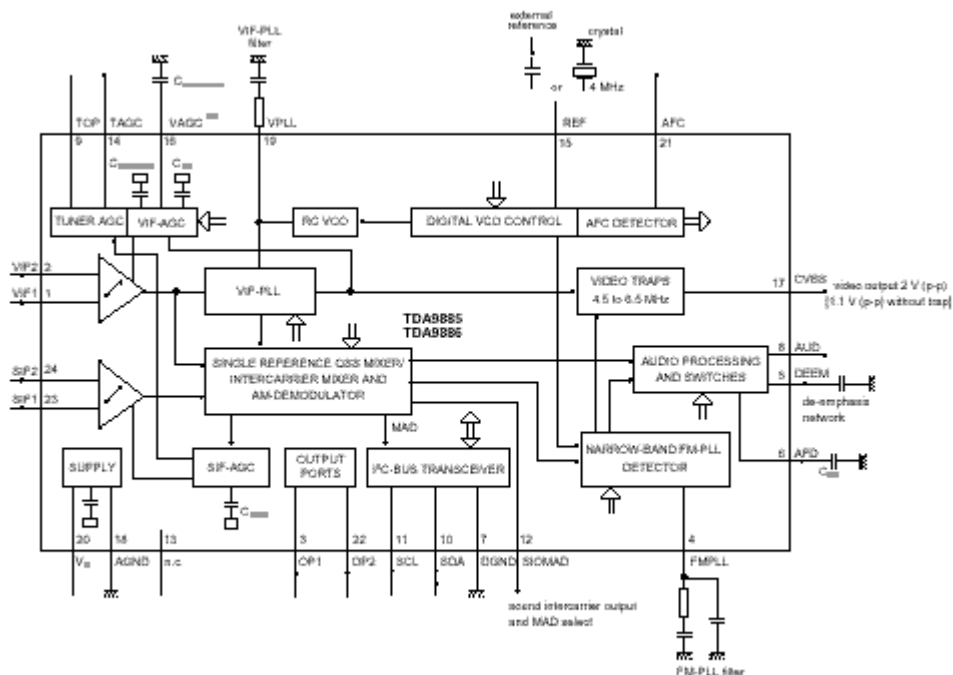 VIF-PLL
filter
external
reference
crystal
C
or
4 MHz
TOP
TAGC
VAGC
VPLL
REF
AFC
9
14
16
19
15
21
C
C
TUNER AGC
VIF-AGC
RC VCO
DIGITAL VCO CONTROL
AFC DETECTOR
VIF2
2
VIF1
1
VIF-PLL
VIDEO TRAPS
4.5 to 6.5 MHz
17
CVBS
video output 2 V (p-p)
[1.1 V (p-p) without trap]
TDA9885
TDA9886
SIF2
24
SIF1
23
SINGLE REFERENCE QSS MIXER/
INTERCARRIER MIXER AND
AM-DEMODULATOR
AUDIO PROCESSING
AND SWITCHES
8
AUD
5
DEEM
de-emphasis
network
MAD
SUPPLY
SIF-AGC
OUTPUT
PORTS
I²C-BUS TRANSCEIVER
NARROW-BAND FM-PLL
DETECTOR
6
AFD
C
C
20
18
13
3
22
11
10
7
12
4
VP
AGND
n.c.
OP1
OP2
SCL
SDA
DGND
SIOMAD
FMPLL
sound intercarrier output
and MAD select
FM-PLL filter